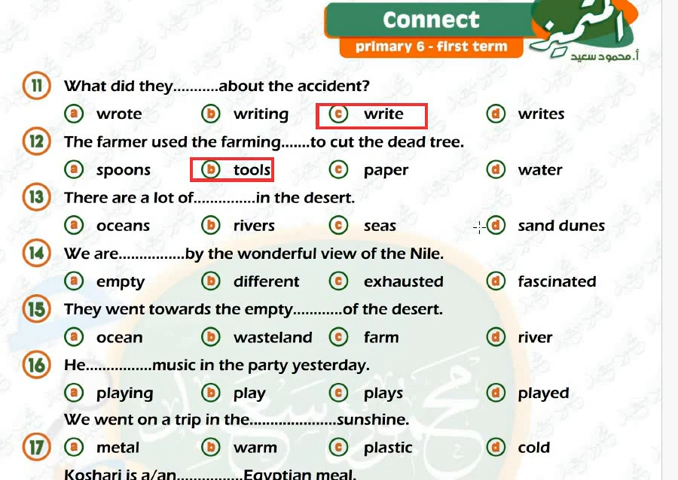 Connect
primary 6 - first term
المتميز
أ.محمود سعيد
11 What did they..........about the accident?
a wrote b writing c write d writes
12 The farmer used the farming.......to cut the dead tree.
a spoons b tools c paper d water
13 There are a lot of..............in the desert.
a oceans b rivers c seas d sand dunes
14 We are...............by the wonderful view of the Nile.
a empty b different c exhausted d fascinated
15 They went towards the empty............of the desert.
a ocean b wasteland c farm d river
16 He...............music in the party yesterday.
a playing b play c plays d played
We went on a trip in the....................sunshine.
17 a metal b warm c plastic d cold
Koshari is a/an...............Egyptian meal.